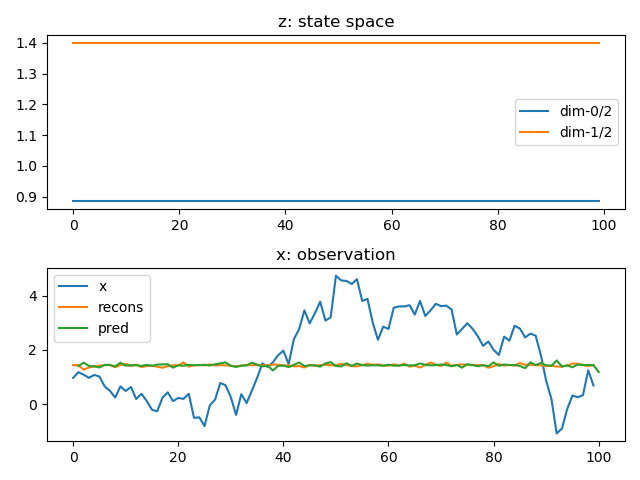 z: state space
1.4
1.3
1.2
1.1
1.0
0.9
dim-0/2
dim-1/2
0 20 40 60 80 100
x: observation
4
2
0
x
recons
pred
0 20 40 60 80 100